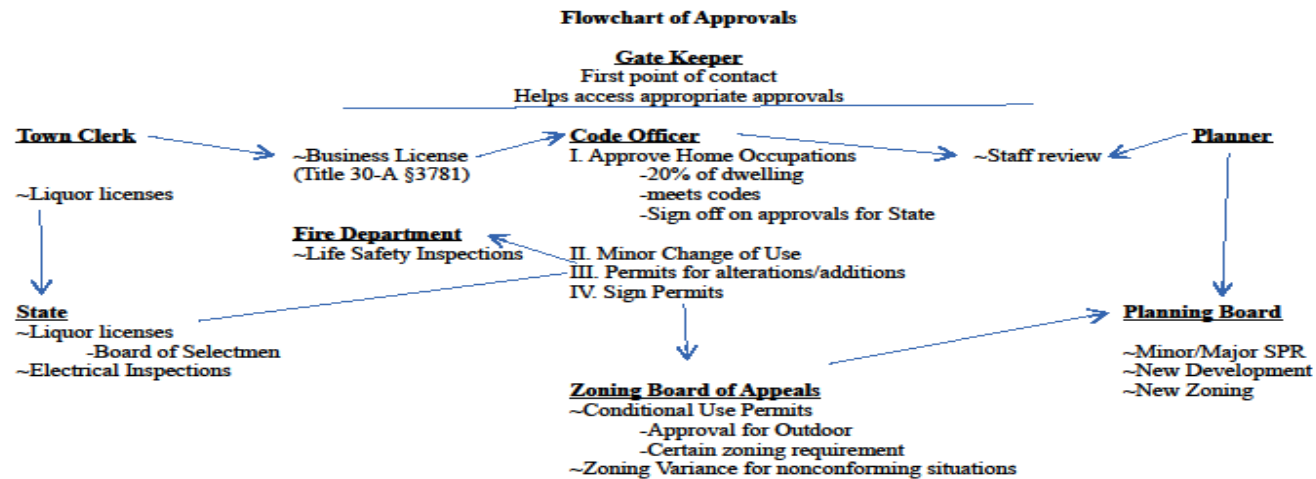 Flowchart of Approvals
Gate Keeper
First point of contact
Helps access appropriate approvals
Town Clerk
~Liquor licenses
~Business License
(Title 30-A §3781)
Code Officer
I. Approve Home Occupations
-20% of dwelling
-meets codes
-Sign off on approvals for State
II. Minor Change of Use
III. Permits for alterations/additions
IV. Sign Permits
~Staff review
Planner
Fire Department
~Life Safety Inspections
State
~Liquor licenses
-Board of Selectmen
~Electrical Inspections
Zoning Board of Appeals
~Conditional Use Permits
-Approval for Outdoor
-Certain zoning requirement
~Zoning Variance for nonconforming situations
Planning Board
~Minor/Major SPR
~New Development
~New Zoning